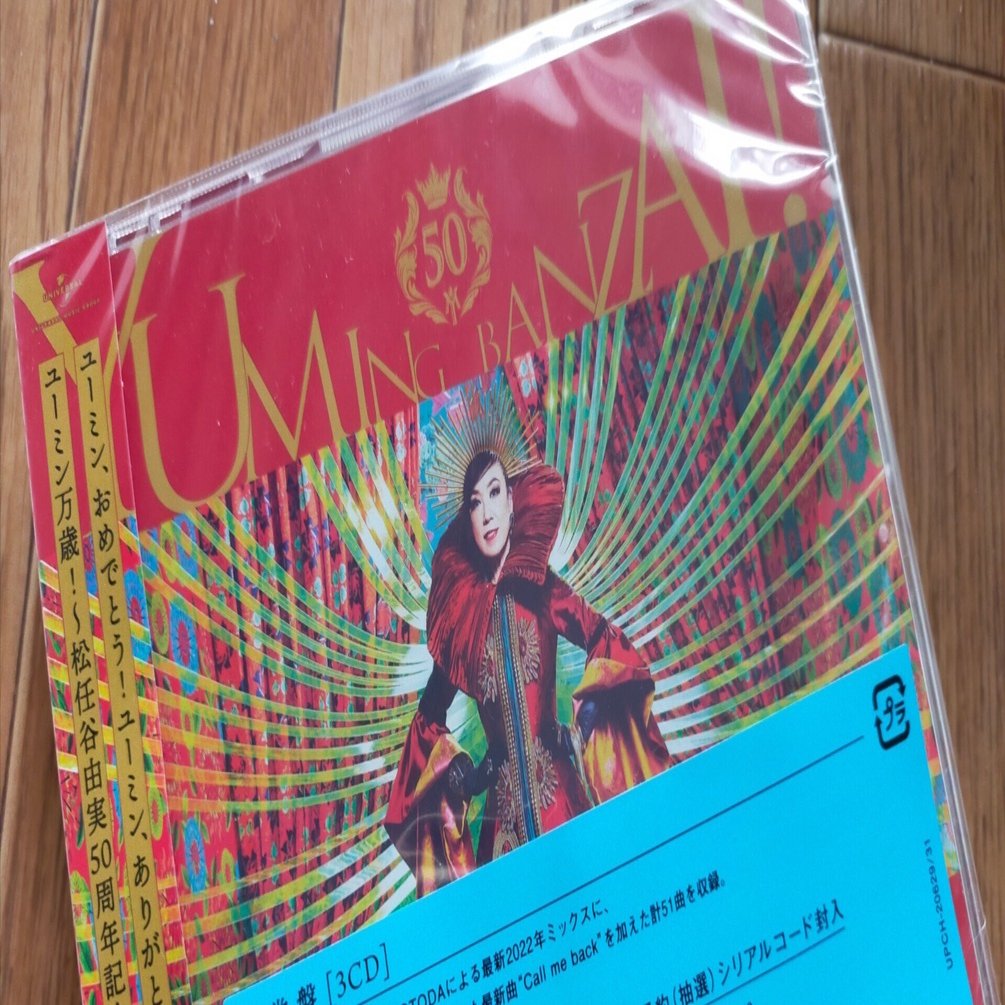 YUMING BANZAI!
50
UNIVERSAL
UNIVERSAL MUSIC GROUP
ユーミン、おめでとう!ユーミン、ありがと
ユーミン万歳!〜松任谷由実50周年記
プラ
盤 [3CD]
TODAによる最新2022年ミックスに、
最新曲"Call me back"を加えた計51曲を収録。
(抽選)シリアルコード封入
UPCH-20629/31